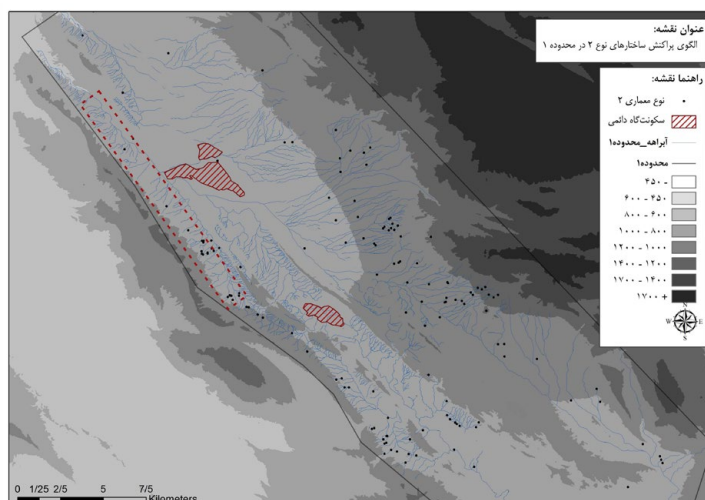 عنوان نقشه:
الگوی پراکنش ساختارهای نوع ۲ در محدوده ۱
راهنما نقشه:
نوع معماری ۲
سکونت‌گاه دائمی
آبراهه_محدوده۱
محدوده۱
۴۵۰ -
۶۰۰ - ۴۵۰
۸۰۰ - ۶۰۰
۱۰۰۰ - ۸۰۰
۱۲۰۰ - ۱۰۰۰
۱۴۰۰ - ۱۲۰۰
۱۷۰۰ - ۱۴۰۰
۱۷۰۰ +
N
W E
S
0 1/25 2/5 5 7/5
Kilometers